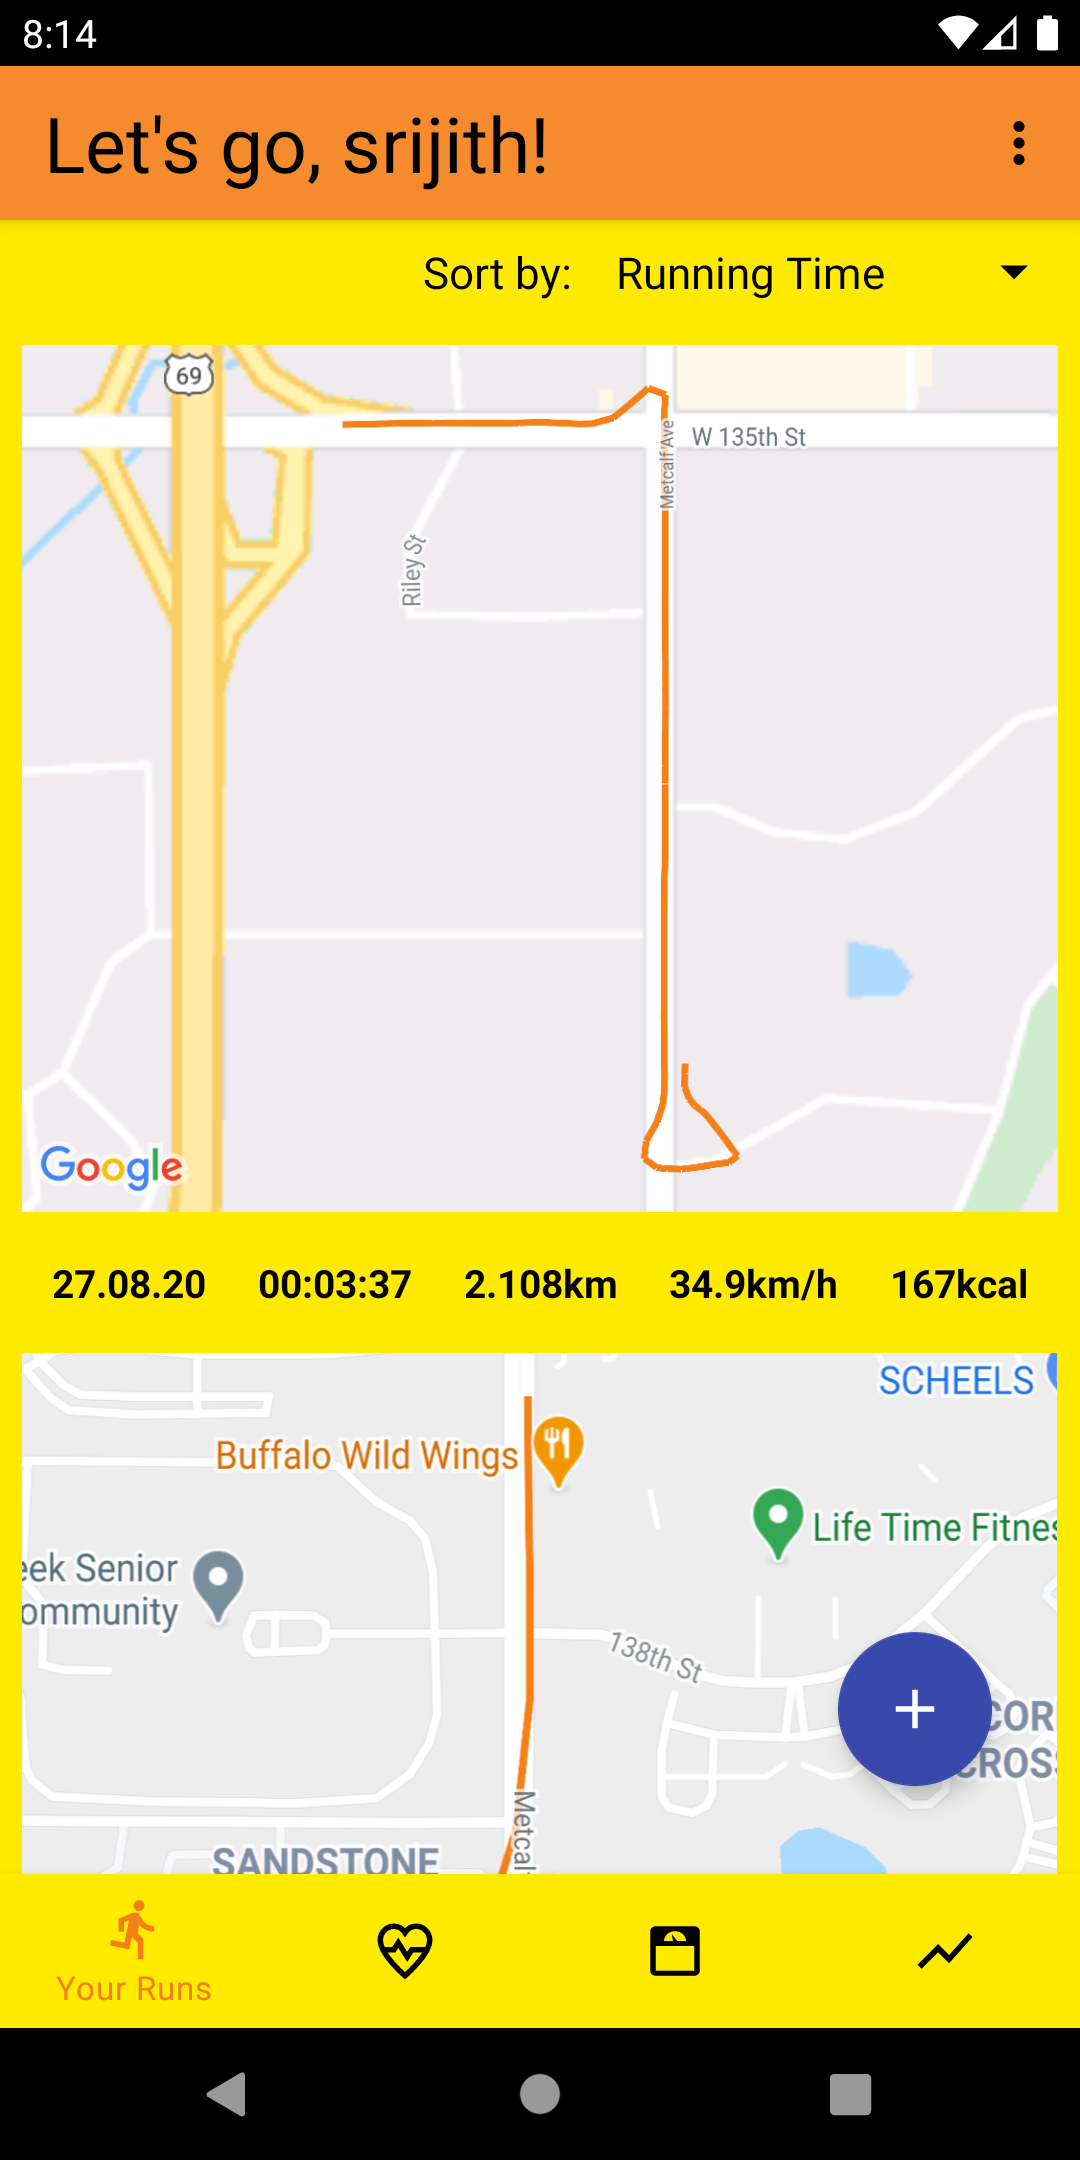 8:14
Let's go, srijith!
Sort by: Running Time
69
W 135th St
Metcalf Ave
Riley St
Google
27.08.20 00:03:37 2.108km 34.9km/h 167kcal
SCHEELS
Buffalo Wild Wings
Life Time Fitnes
eek Senior
ommunity
138th St
COR
CROSS
Metcal
SANDSTONE
Your Runs